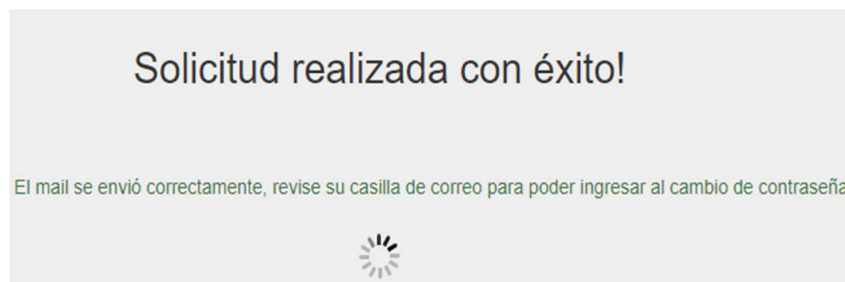 Solicitud realizada con éxito!
El mail se envió correctamente, revise su casilla de correo para poder ingresar al cambio de contraseña